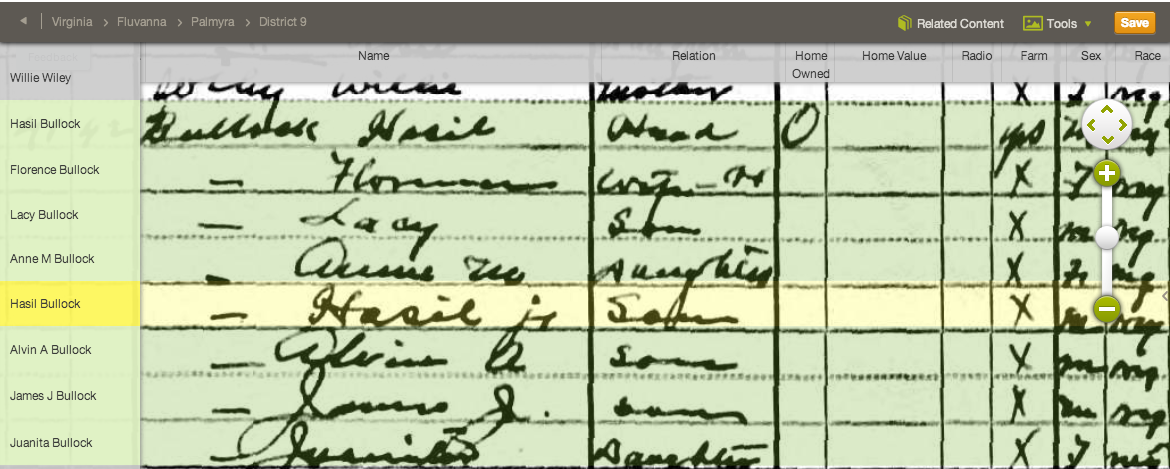 Virginia Fluvanna Palmyra District 9 Related Content Tools Save
Name Relation Home Owned Home Value Radio Farm Sex Race
Willie Wiley Wiley Willie X
Hasil Bullock Bullock Hasil Head O yes
Florence Bullock — Florence Wife-H X F neg
Lacy Bullock — Lacy Son X m neg
Anne M Bullock — Annie M Daughter X F neg
Hasil Bullock — Hasil jr Son X m neg
Alvin A Bullock — Alvin A Son X m neg
James J Bullock — James J. Son X m neg
Juanita Bullock — Juanita Daughter X F neg